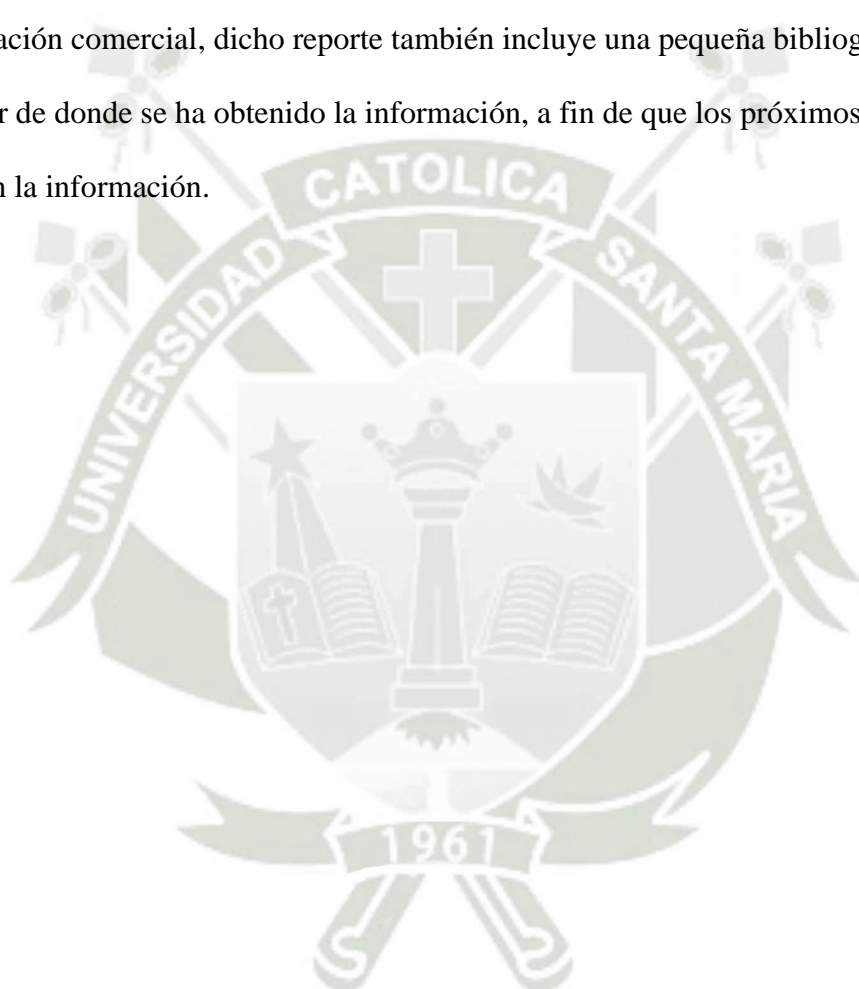 ación comercial, dicho reporte también incluye una pequeña bibliog
r de donde se ha obtenido la información, a fin de que los próximos
n la información.
CATOLICA
UNIVERSIDAD
SANTA MARIA
1961